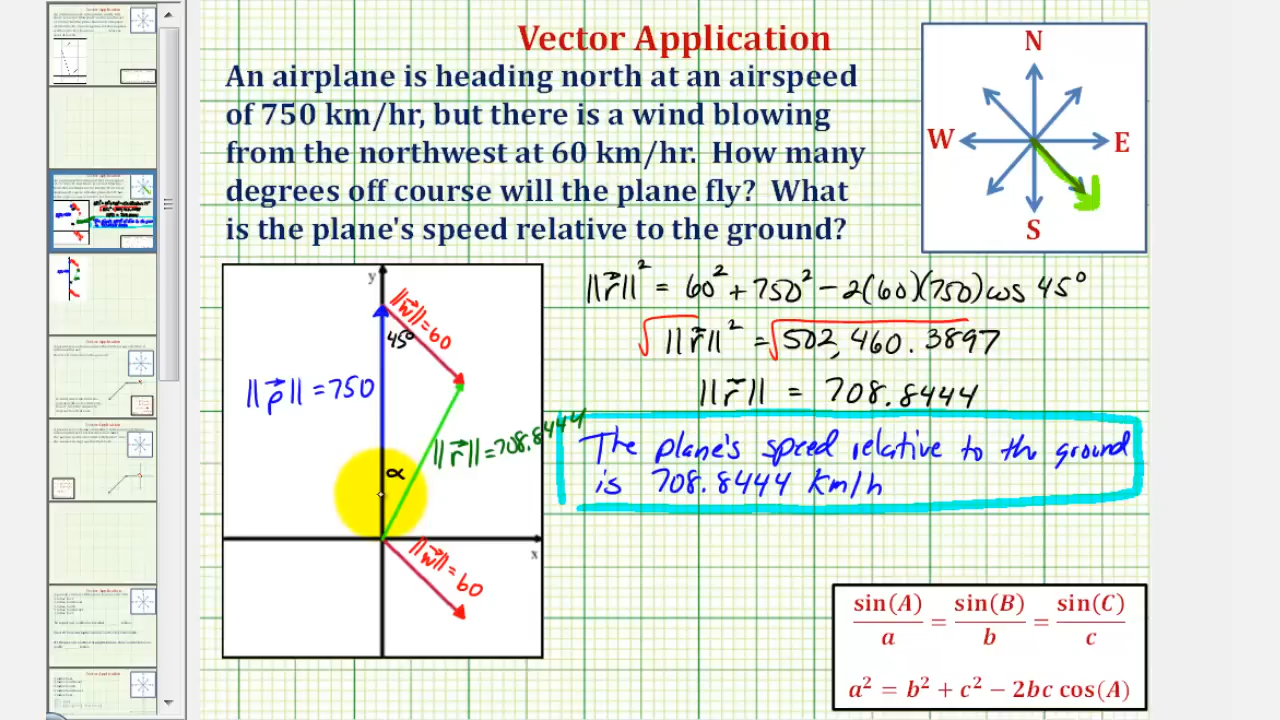 Vector Application
An airplane is heading north at an airspeed
of 750 km/hr, but there is a wind blowing
from the northwest at 60 km/hr. How many
degrees off course will the plane fly? What
is the plane's speed relative to the ground?
N
W
E
S
y
||w⃗||=60
45°
||p⃗|| = 750
||r⃗||=708.8444
α
x
||w⃗||=60
||r⃗||² = 60² + 750² − 2(60)(750) cos 45°
√||r⃗||² = √502,460.3897
||r⃗|| = 708.8444
The plane's speed relative to the ground
is 708.8444 km/h
sin(A)/a = sin(B)/b = sin(C)/c
a² = b² + c² − 2bc cos(A)